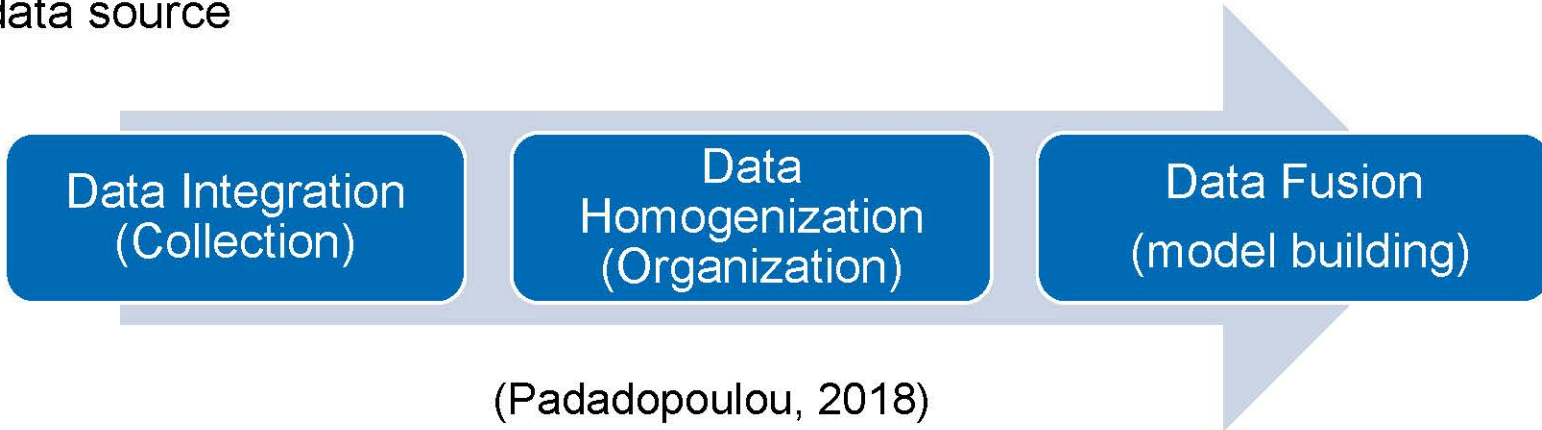 data source
Data Integration
(Collection)
Data
Homogenization
(Organization)
Data Fusion
(model building)
(Padadopoulou, 2018)